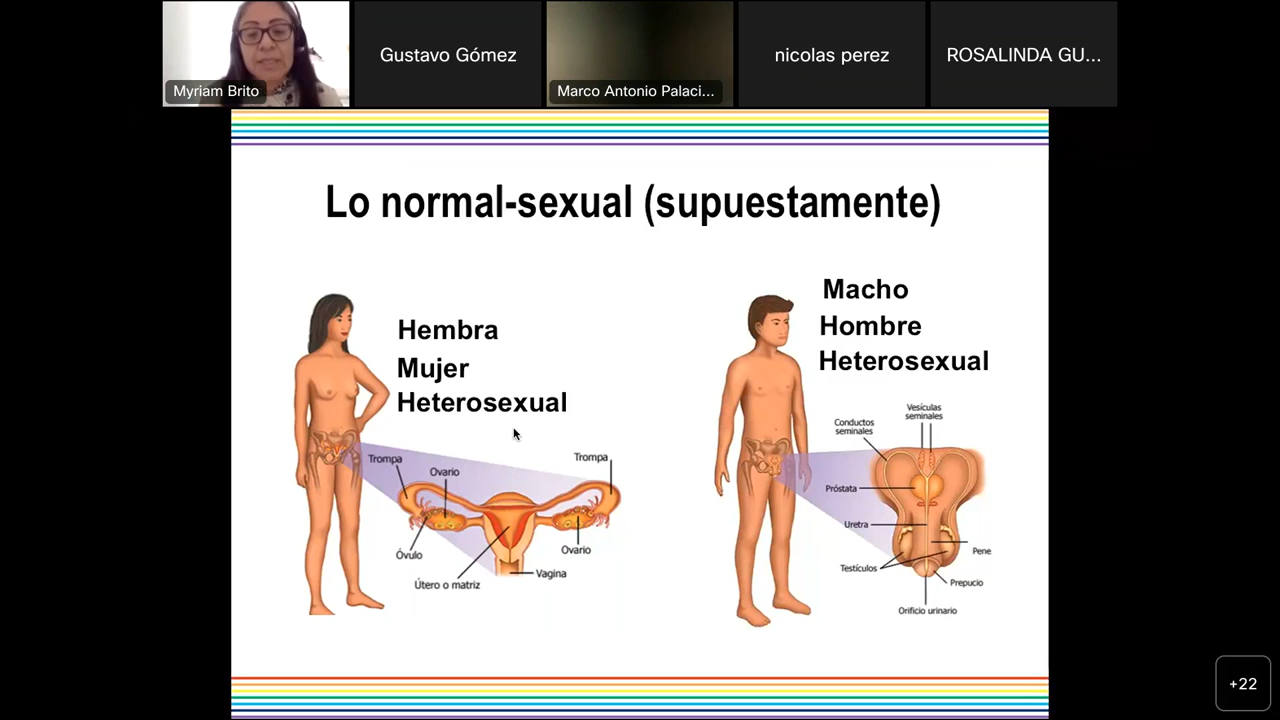 Myriam Brito
Gustavo Gómez
Marco Antonio Palaci...
nicolas perez
ROSALINDA GU...
Lo normal-sexual (supuestamente)
Hembra
Mujer
Heterosexual
Trompa
Ovario
Trompa
Óvulo
Ovario
Útero o matriz
Vagina
Macho
Hombre
Heterosexual
Vesículas
seminales
Conductos
seminales
Próstata
Uretra
Pene
Testículos
Prepucio
Orificio urinario
+22